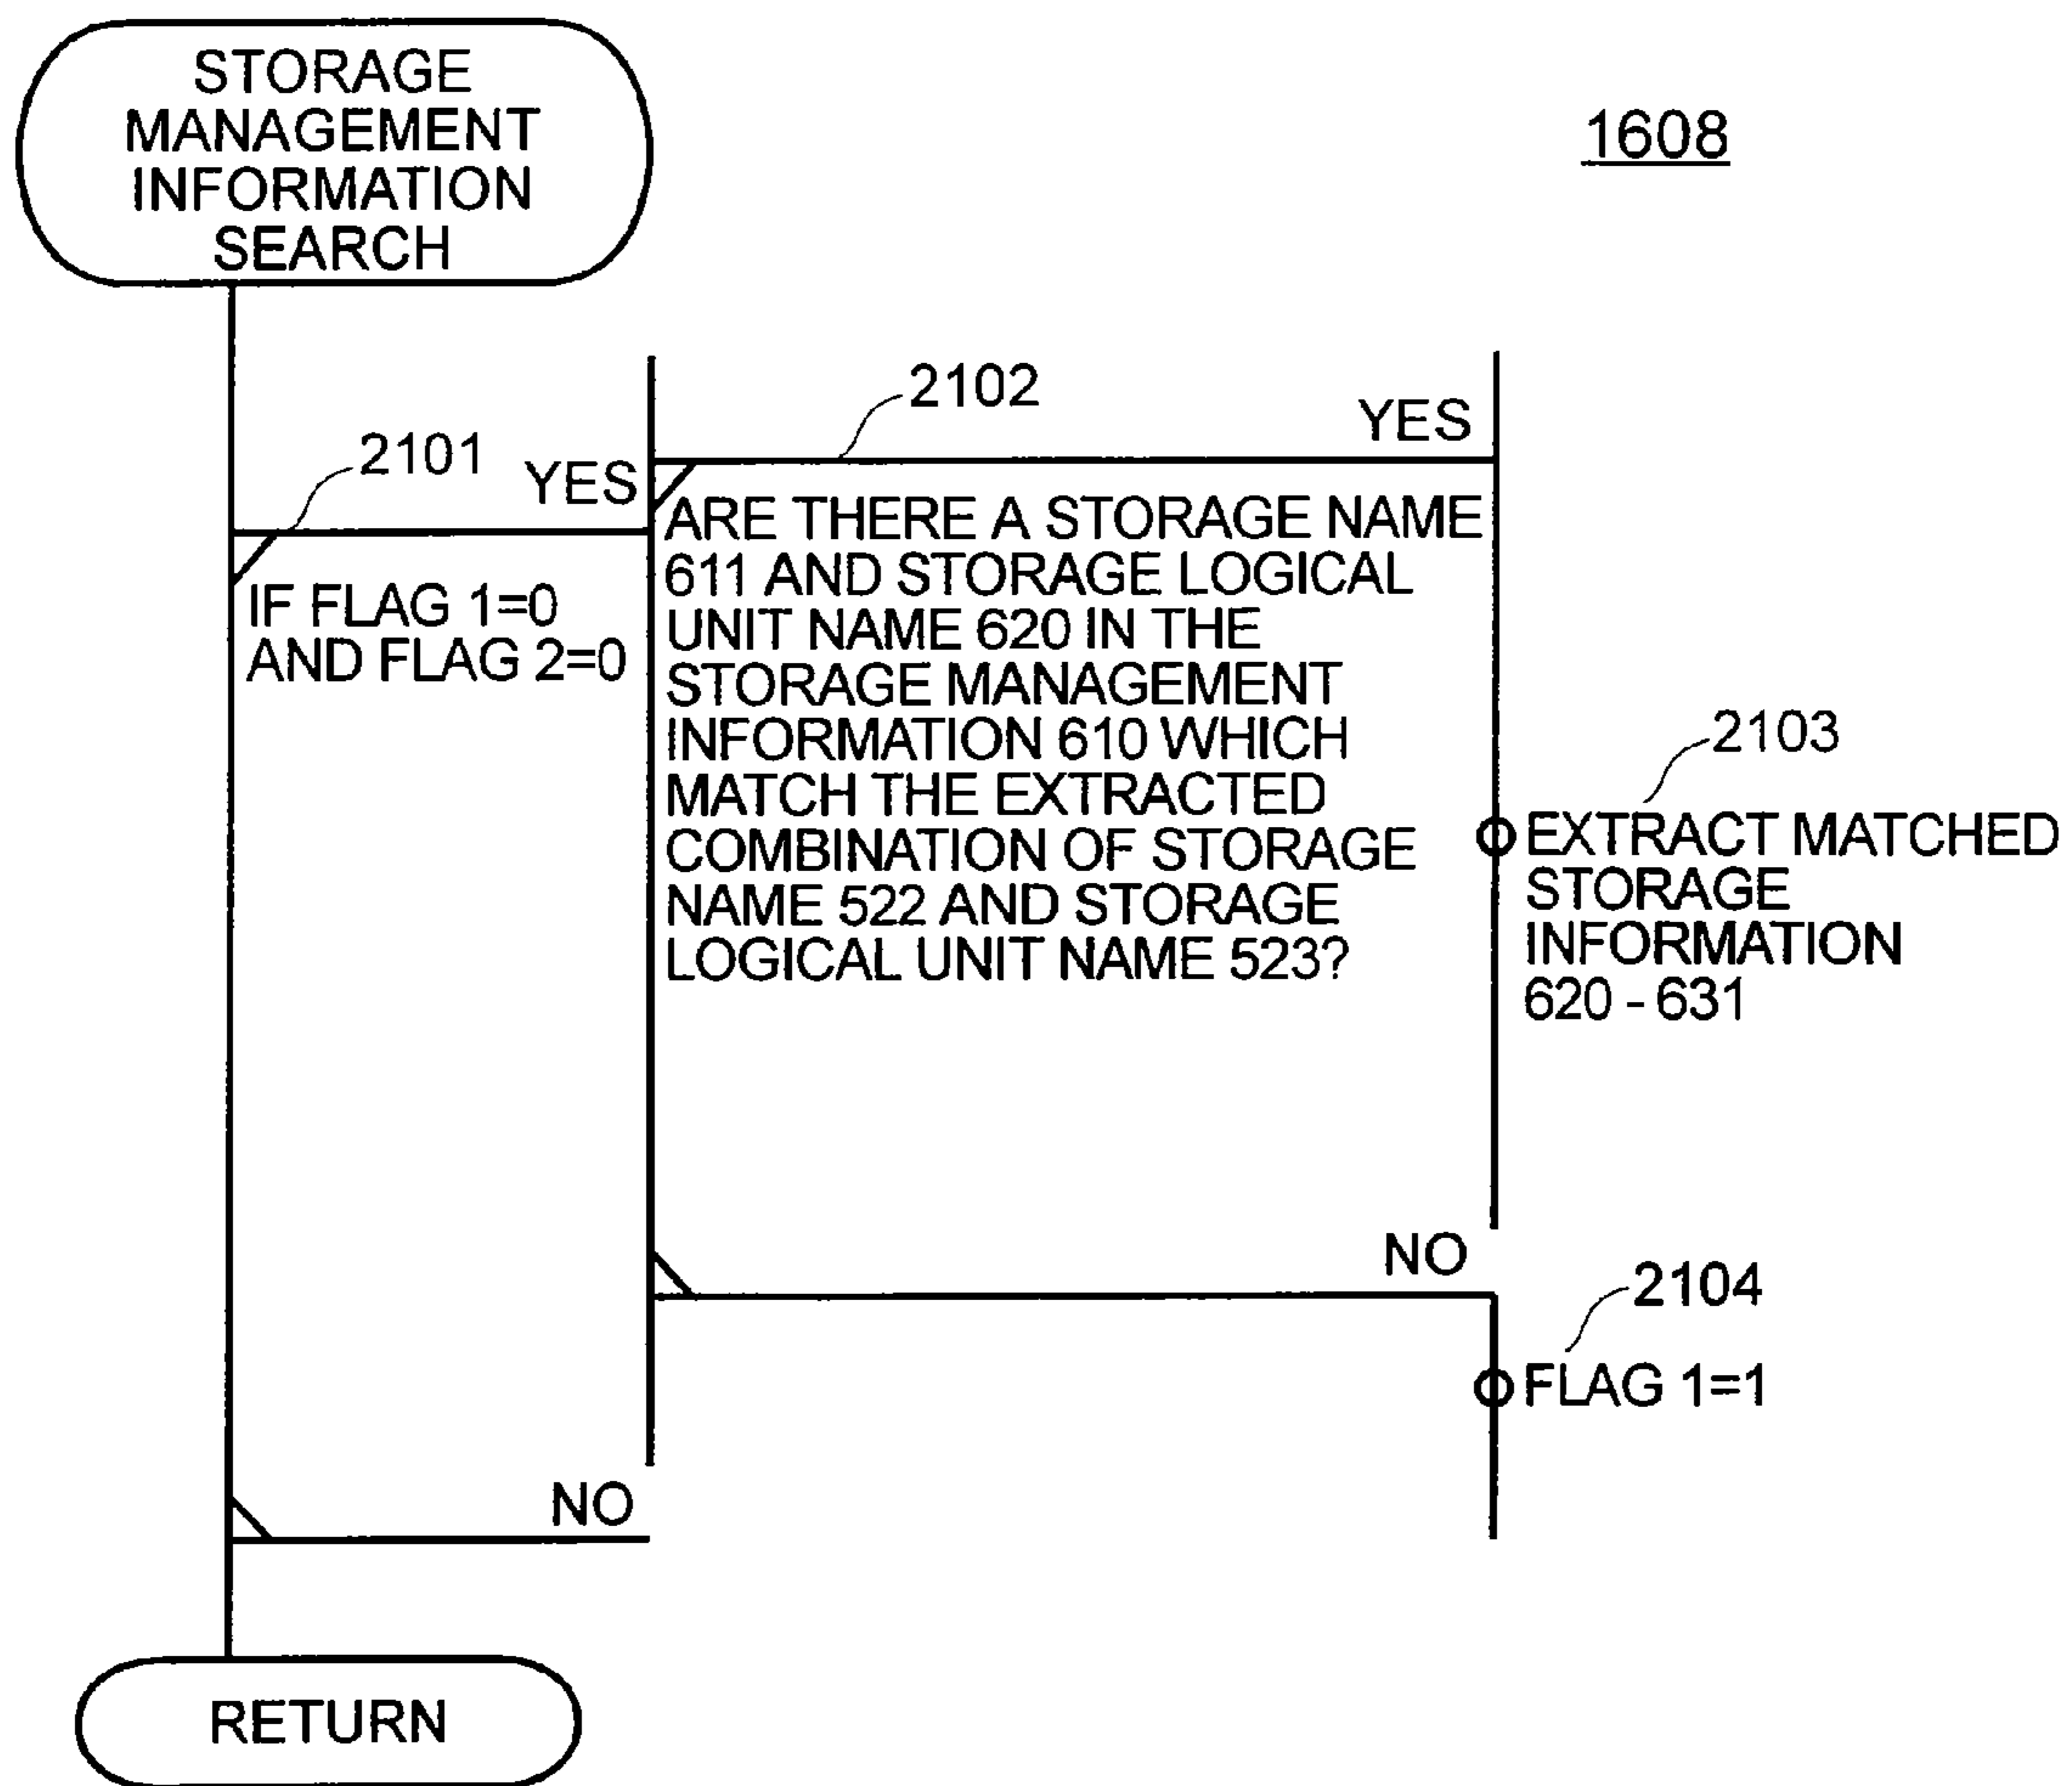 STORAGE
MANAGEMENT
INFORMATION
SEARCH
1608
2101
YES
IF FLAG 1=0
AND FLAG 2=0
2102
YES
ARE THERE A STORAGE NAME
611 AND STORAGE LOGICAL
UNIT NAME 620 IN THE
STORAGE MANAGEMENT
INFORMATION 610 WHICH
MATCH THE EXTRACTED
COMBINATION OF STORAGE
NAME 522 AND STORAGE
LOGICAL UNIT NAME 523?
2103
EXTRACT MATCHED
STORAGE
INFORMATION
620 - 631
NO
2104
FLAG 1=1
NO
RETURN